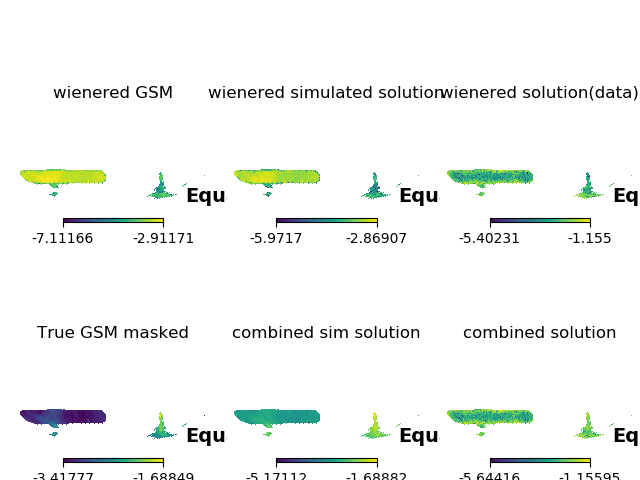 wienered GSM
wienered simulated solution
wienered solution(data)
Equ
Equ
Eq
-7.11166 -2.91171
-5.9717 -2.86907
-5.40231 -1.155
True GSM masked
combined sim solution
combined solution
Equ
Equ
Eq
-3.41777 -1.68849
-5.17112 -1.68882
-5.64416 -1.15595